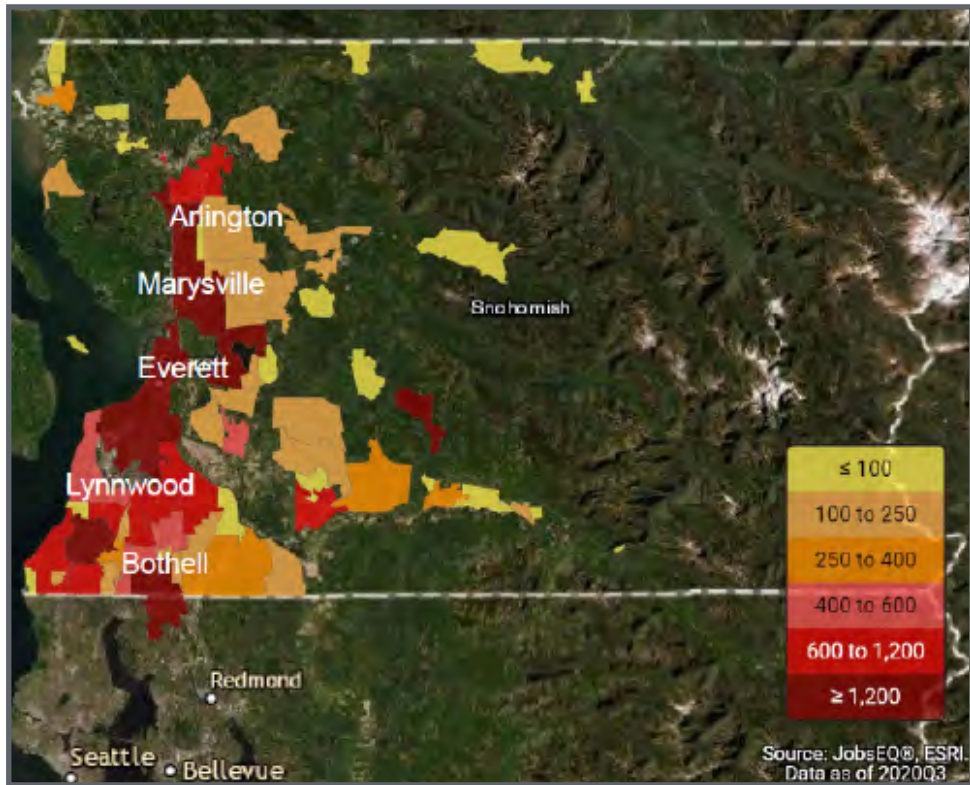 Arlington
Marysville
Snohomish
Everett
Lynnwood
Bothell
≤ 100
100 to 250
250 to 400
400 to 600
600 to 1,200
≥ 1,200
Redmond
Seattle
Bellevue
Source: JobsEQ®, ESRI.
Data as of 2020Q3